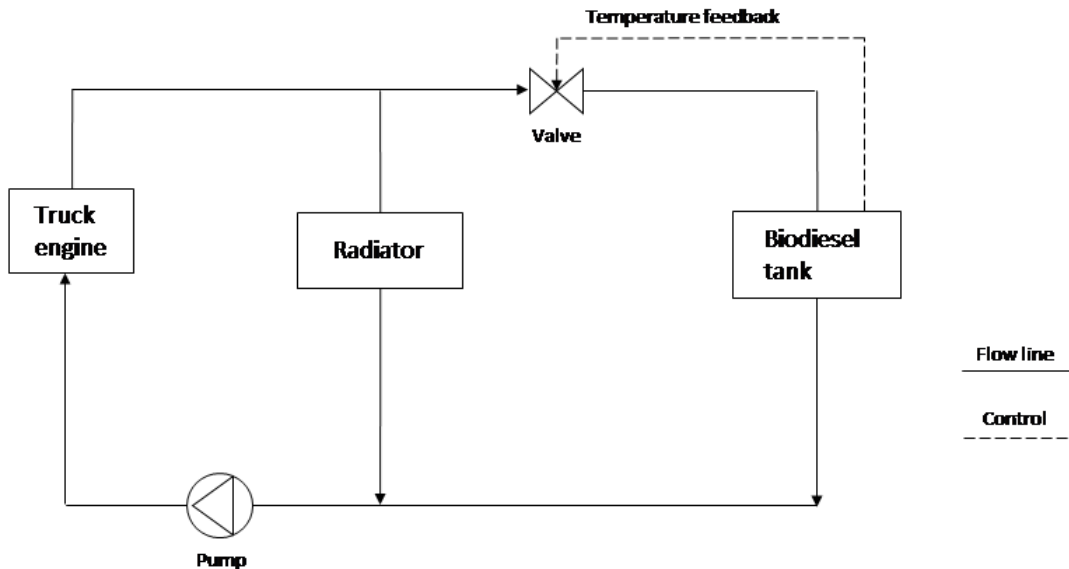 Temperature feedback
Valve
Truck
engine
Radiator
Biodiesel
tank
Flow line
Control
Pump